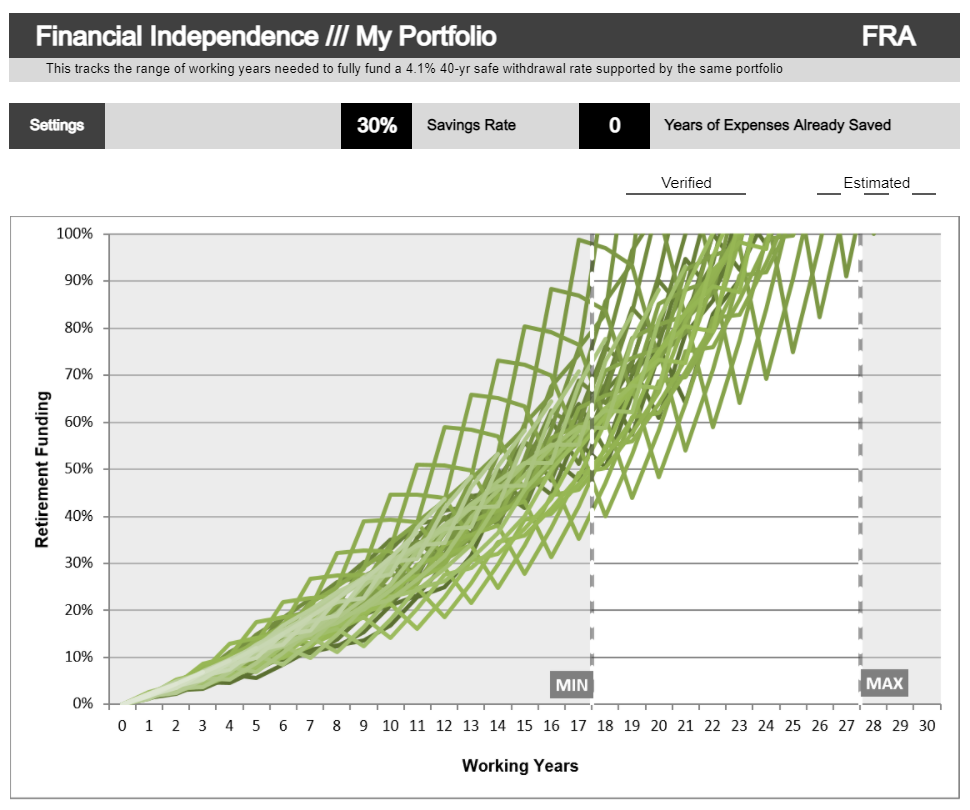 Financial Independence /// My Portfolio FRA
This tracks the range of working years needed to fully fund a 4.1% 40-yr safe withdrawal rate supported by the same portfolio
Settings 30% Savings Rate 0 Years of Expenses Already Saved
Verified Estimated
100%
90%
80%
70%
60%
50%
40%
30%
20%
10%
0%
Retirement Funding
MIN MAX
0 1 2 3 4 5 6 7 8 9 10 11 12 13 14 15 16 17 18 19 20 21 22 23 24 25 26 27 28 29 30
Working Years